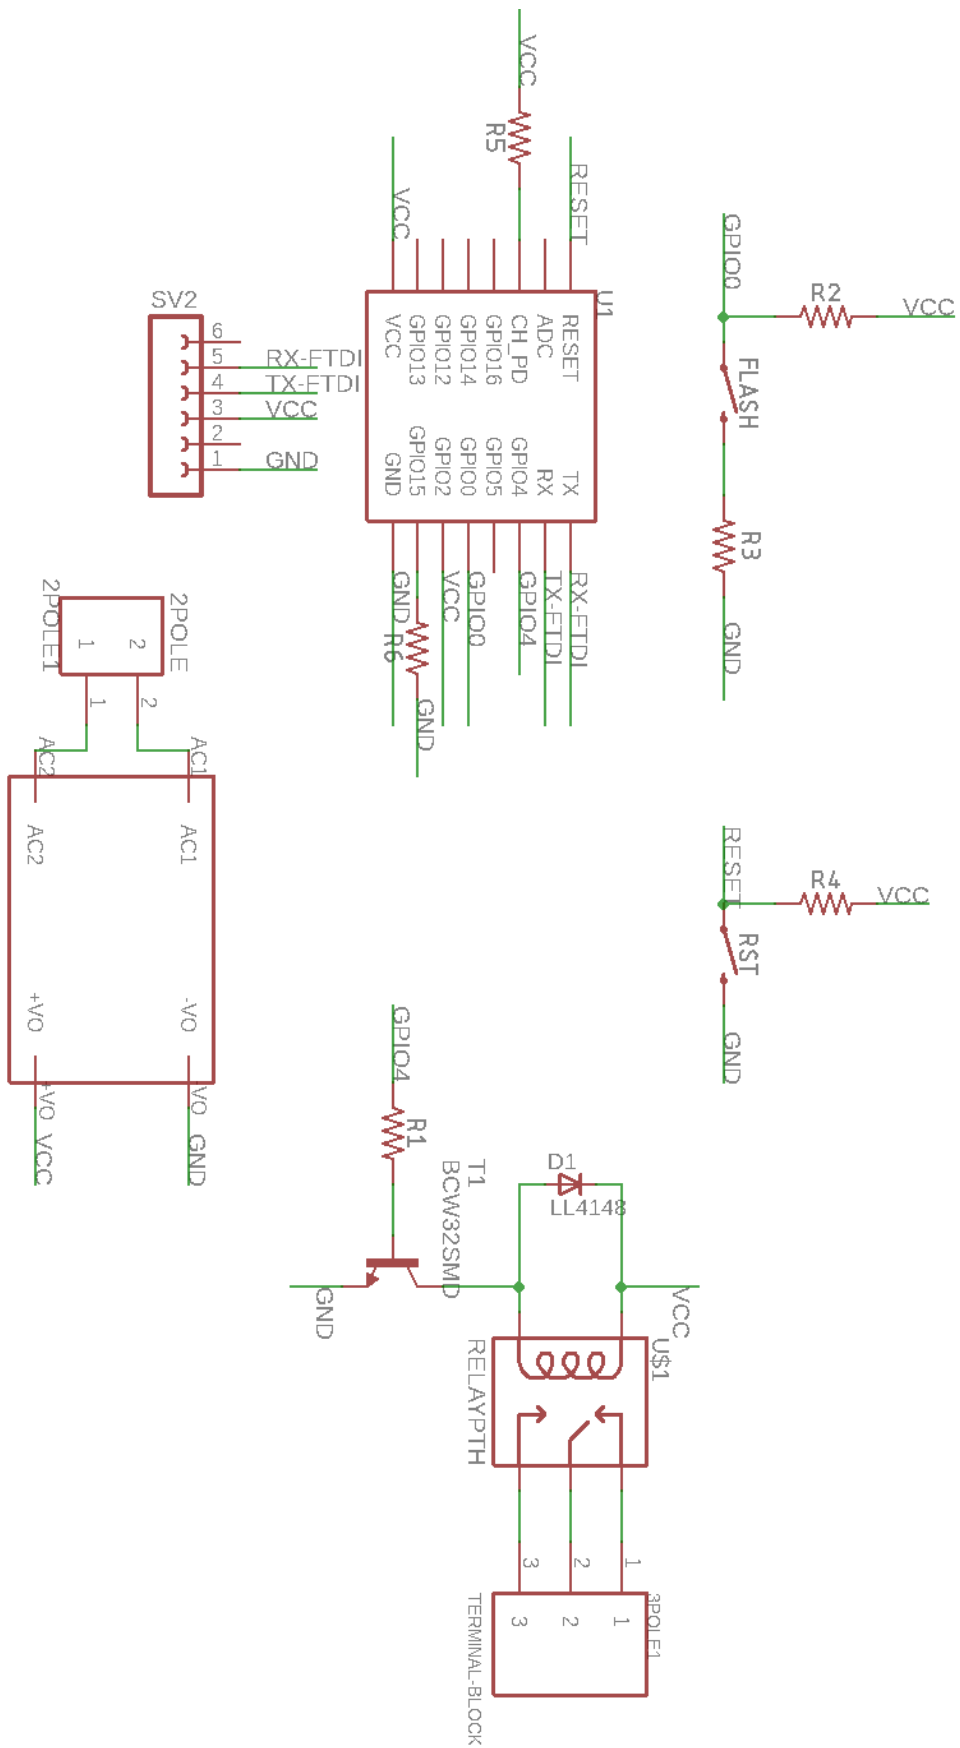 VCC
R5
RESET
VCC
U1
VCC
GPIO13
GPIO12
GPIO14
GPIO16
CH_PD
ADC
RESET
GND
GPIO15
GPIO2
GPIO0
GPIO5
GPIO4
RX
TX
GND
R6
GND
VCC
GPIO0
GPIO4
TX-FTDI
RX-FTDI
GPIO0
R2
VCC
FLASH
R3
GND
SV2
6
5
RX-FTDI
4
TX-FTDI
3
VCC
2
1
GND
2POLE1
1
2
2POLE
1
2
AC2
AC1
AC2
AC1
+VO
-VO
+VO
VO
VCC
GND
RESET
R4
VCC
RST
GND
GPIO4
R1
T1
BCW32SMD
GND
D1
LL4148
VCC
U$1
RELAYPTH
3
2
1
3
2
1
3POLE1
TERMINAL-BLOCK